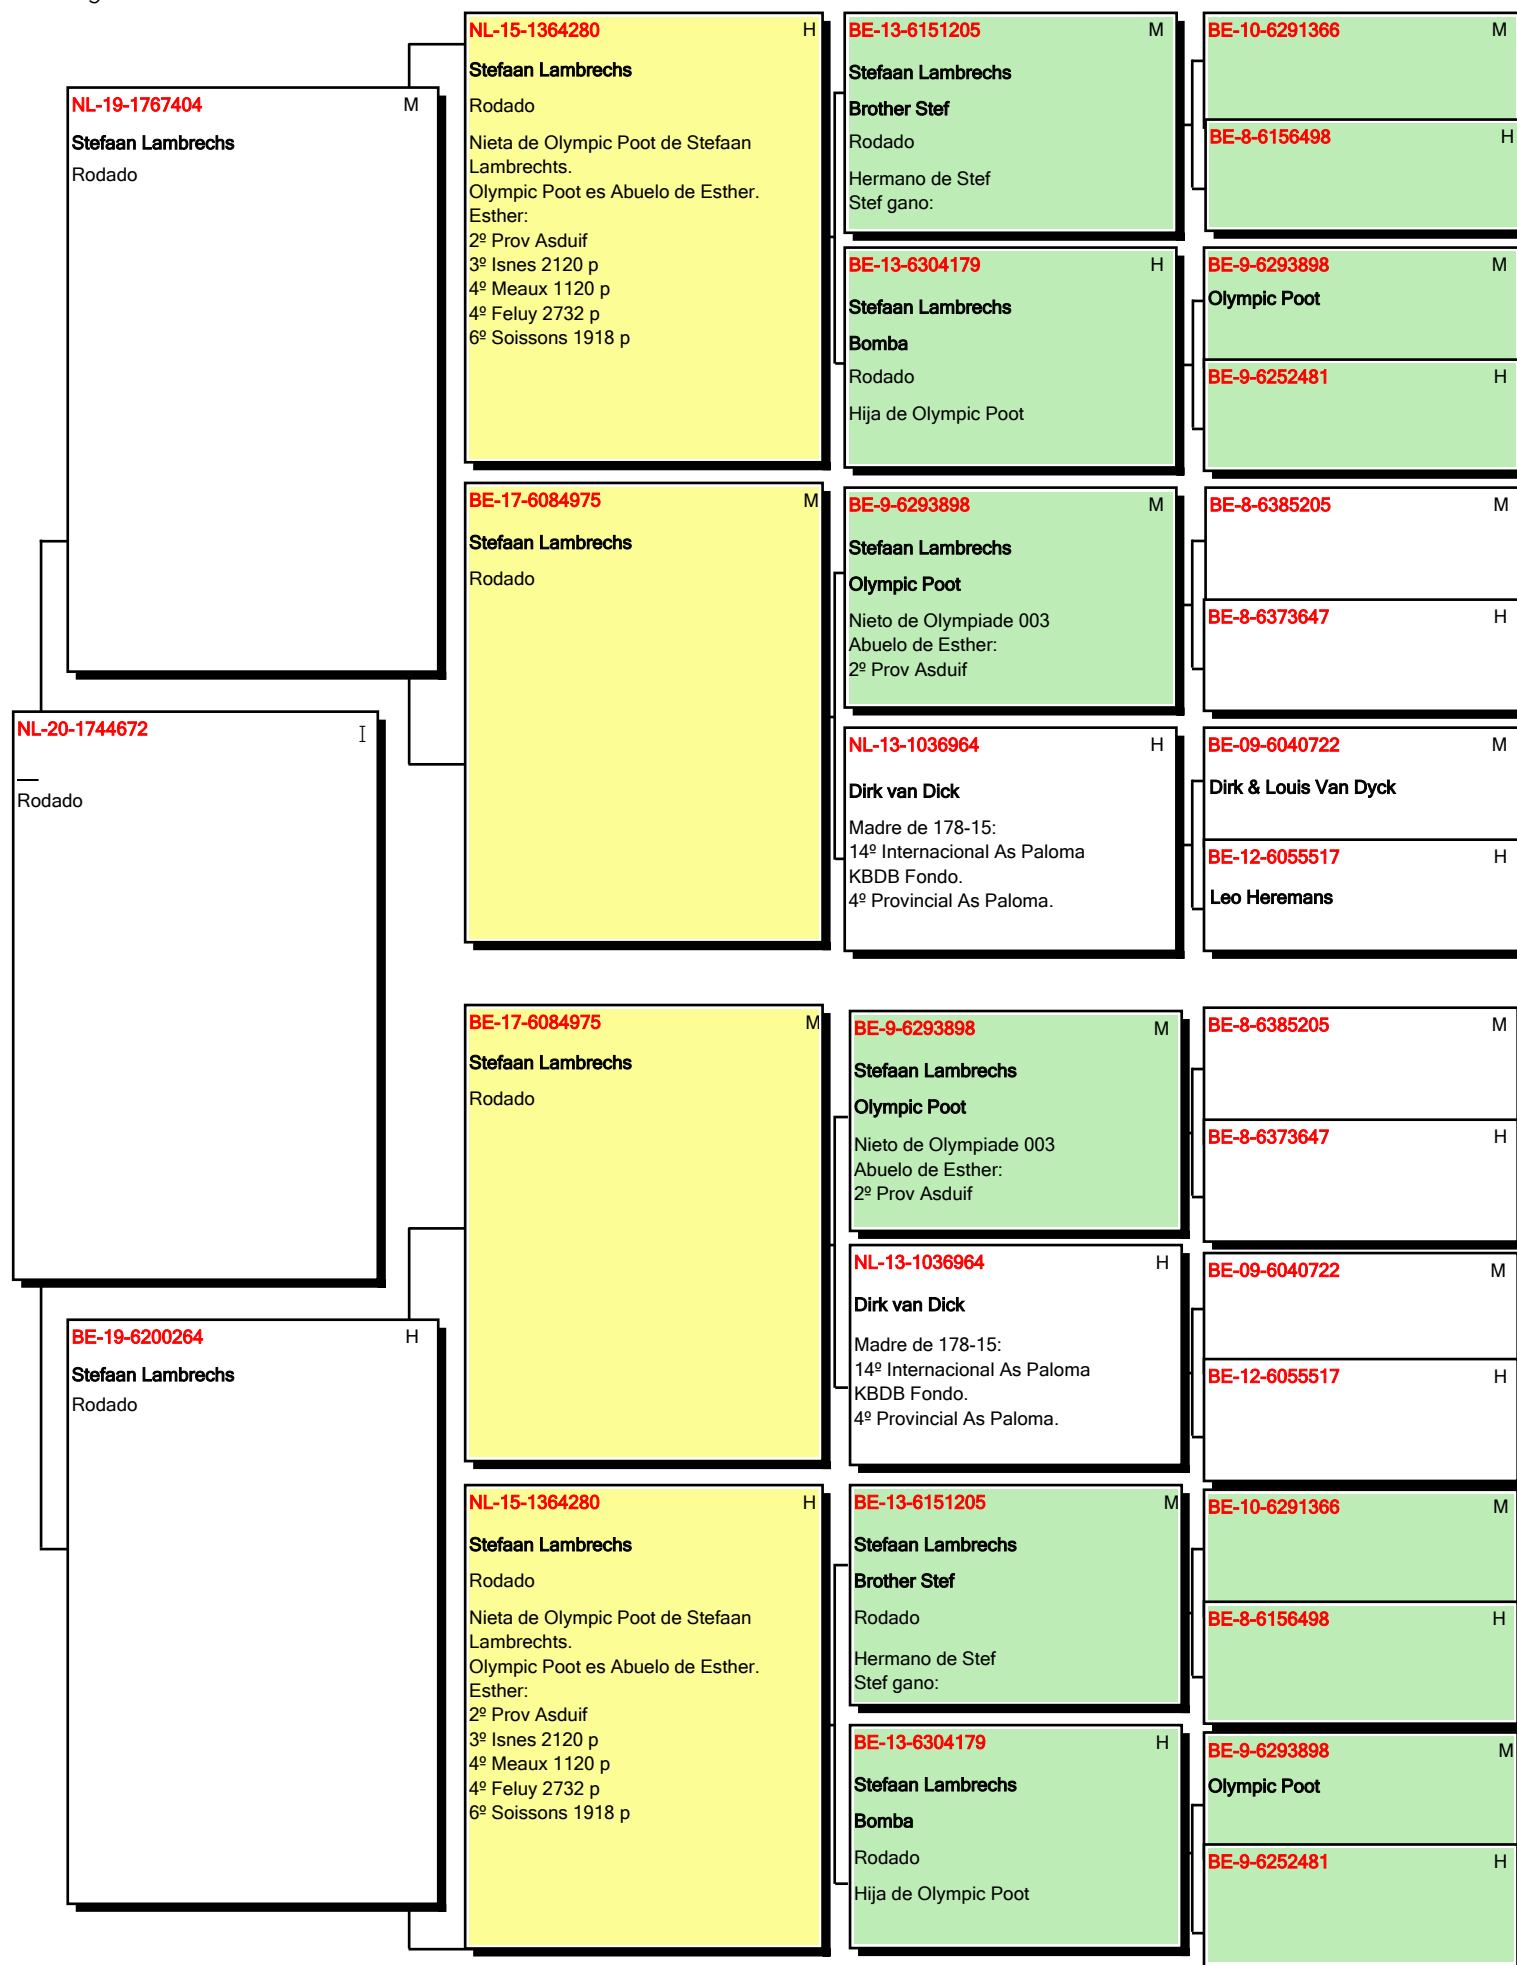 NL-20-1744672 I
Rodado
NL-19-1767404 M
Stefaan Lambrechs
Rodado
BE-19-6200264 H
Stefaan Lambrechs
Rodado
NL-15-1364280 H
Stefaan Lambrechs
Rodado
Nieta de Olympic Poot de Stefaan
Lambrechts.
Olympic Poot es Abuelo de Esther.
Esther:
2º Prov Asduif
3º Isnes 2120 p
4º Meaux 1120 p
4º Feluy 2732 p
6º Soissons 1918 p
BE-17-6084975 M
Stefaan Lambrechs
Rodado
BE-17-6084975 M
Stefaan Lambrechs
Rodado
NL-15-1364280 H
Stefaan Lambrechs
Rodado
Nieta de Olympic Poot de Stefaan
Lambrechts.
Olympic Poot es Abuelo de Esther.
Esther:
2º Prov Asduif
3º Isnes 2120 p
4º Meaux 1120 p
4º Feluy 2732 p
6º Soissons 1918 p
BE-13-6151205 M
Stefaan Lambrechs
Brother Stef
Rodado
Hermano de Stef
Stef gano:
BE-13-6304179 H
Stefaan Lambrechs
Bomba
Rodado
Hija de Olympic Poot
BE-9-6293898 M
Stefaan Lambrechs
Olympic Poot
Nieto de Olympiade 003
Abuelo de Esther:
2º Prov Asduif
NL-13-1036964 H
Dirk van Dick
Madre de 178-15:
14º Internacional As Paloma
KBDB Fondo.
4º Provincial As Paloma.
BE-9-6293898 M
Stefaan Lambrechs
Olympic Poot
Nieto de Olympiade 003
Abuelo de Esther:
2º Prov Asduif
NL-13-1036964 H
Dirk van Dick
Madre de 178-15:
14º Internacional As Paloma
KBDB Fondo.
4º Provincial As Paloma.
BE-13-6151205 M
Stefaan Lambrechs
Brother Stef
Rodado
Hermano de Stef
Stef gano:
BE-13-6304179 H
Stefaan Lambrechs
Bomba
Rodado
Hija de Olympic Poot
BE-10-6291366 M
BE-8-6156498 H
BE-9-6293898 M
Olympic Poot
BE-9-6252481 H
BE-8-6385205 M
BE-8-6373647 H
BE-09-6040722 M
Dirk & Louis Van Dyck
BE-12-6055517 H
Leo Heremans
BE-8-6385205 M
BE-8-6373647 H
BE-09-6040722 M
BE-12-6055517 H
BE-10-6291366 M
BE-8-6156498 H
BE-9-6293898 M
Olympic Poot
BE-9-6252481 H